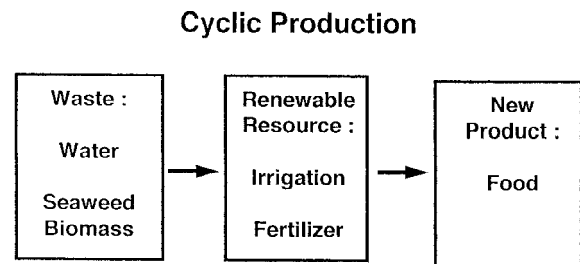 Cyclic Production
Waste :
Water
Seaweed
Biomass
Renewable
Resource :
Irrigation
Fertilizer
New
Product :
Food